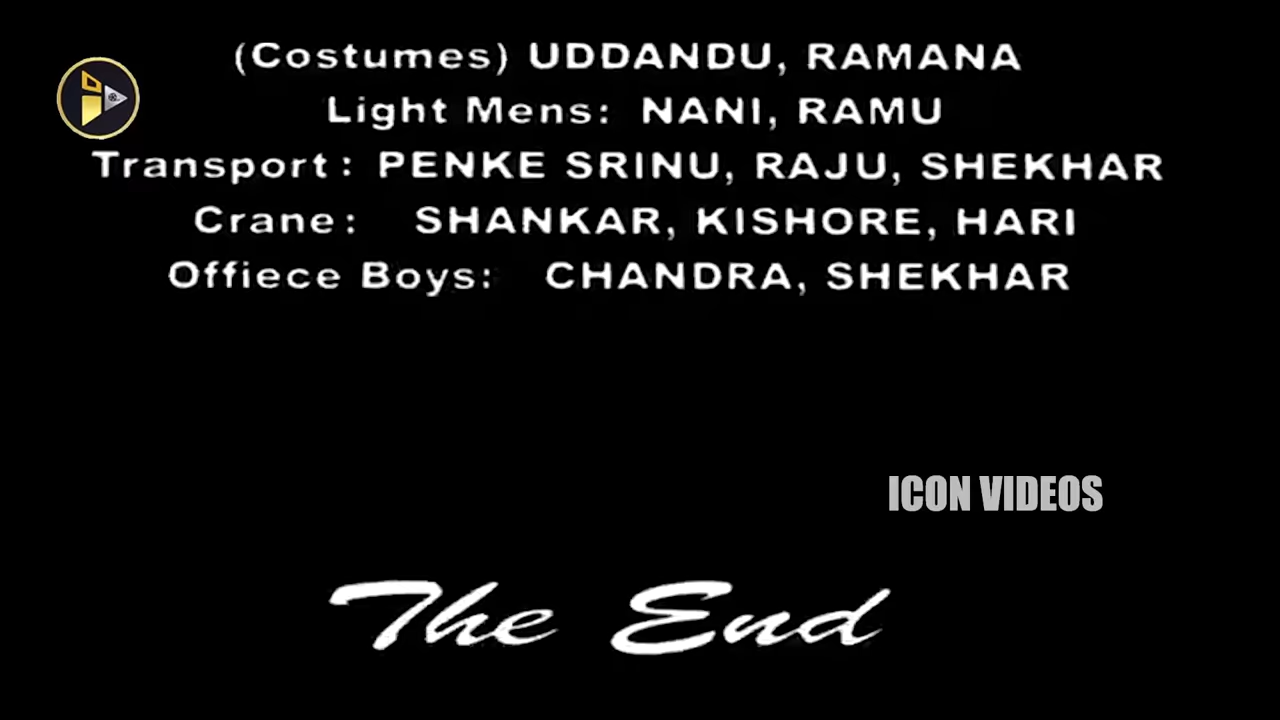 (Costumes) UDDANDU, RAMANA
Light Mens: NANI, RAMU
Transport: PENKE SRINU, RAJU, SHEKHAR
Crane: SHANKAR, KISHORE, HARI
Offiece Boys: CHANDRA, SHEKHAR
ICON VIDEOS
The End